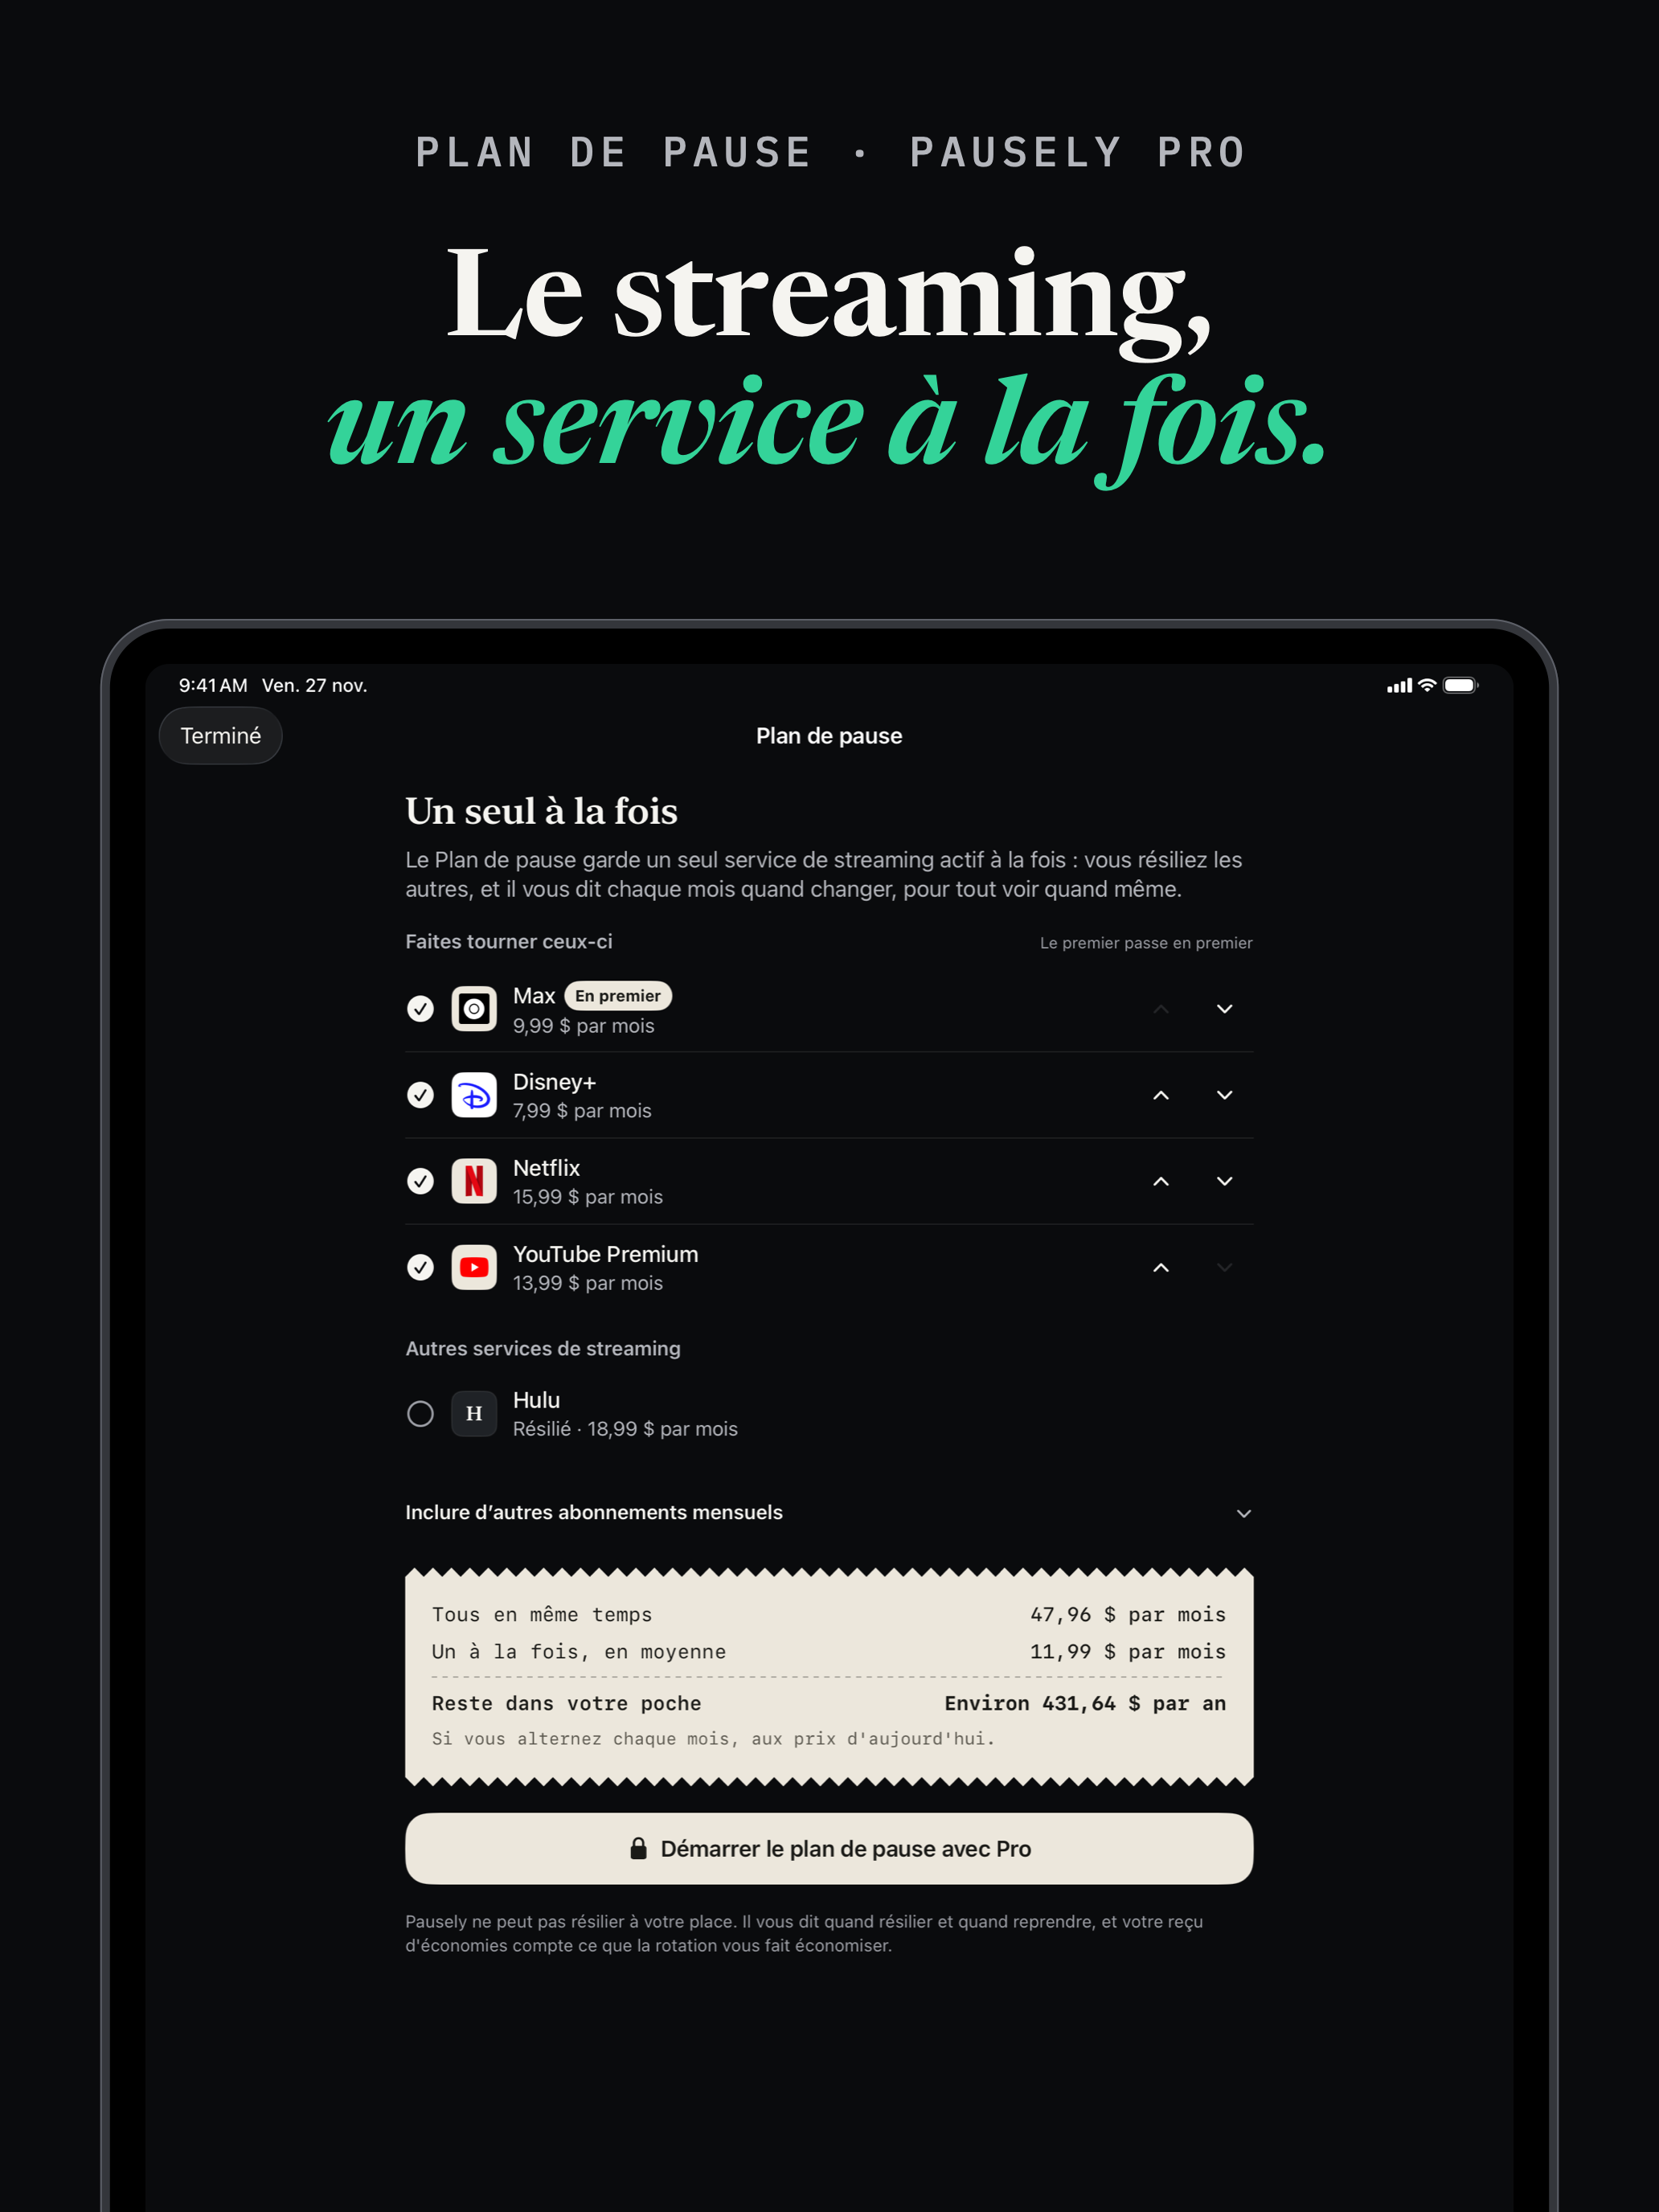 PLAN DE PAUSE · PAUSELY PRO
Le streaming,
un service à la fois.
9:41 AM Ven. 27 nov.
Terminé
Plan de pause
Un seul à la fois
Le Plan de pause garde un seul service de streaming actif à la fois : vous résiliez les
autres, et il vous dit chaque mois quand changer, pour tout voir quand même.
Faites tourner ceux-ci
Le premier passe en premier
Max En premier
9,99 $ par mois
Disney+
7,99 $ par mois
Netflix
15,99 $ par mois
YouTube Premium
13,99 $ par mois
Autres services de streaming
H
Hulu
Résilié · 18,99 $ par mois
Inclure d’autres abonnements mensuels
Tous en même temps 47,96 $ par mois
Un à la fois, en moyenne 11,99 $ par mois
Reste dans votre poche Environ 431,64 $ par an
Si vous alternez chaque mois, aux prix d'aujourd'hui.
Démarrer le plan de pause avec Pro
Pausely ne peut pas résilier à votre place. Il vous dit quand résilier et quand reprendre, et votre reçu
d'économies compte ce que la rotation vous fait économiser.